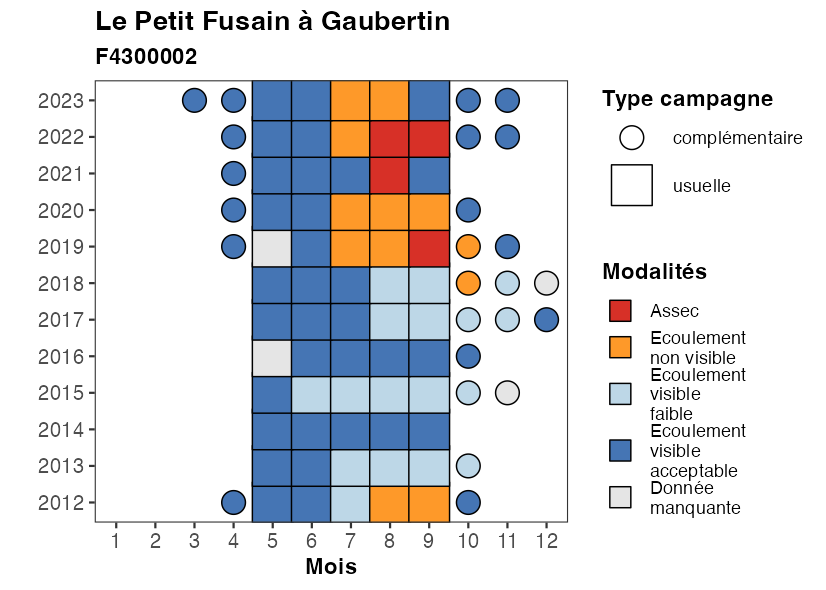 Le Petit Fusain à Gaubertin
F4300002
2023
2022
2021
2020
2019
2018
2017
2016
2015
2014
2013
2012
1 2 3 4 5 6 7 8 9 10 11 12
Mois
Type campagne
complémentaire
usuelle
Modalités
Assec
Ecoulement
non visible
Ecoulement
visible
faible
Ecoulement
visible
acceptable
Donnée
manquante